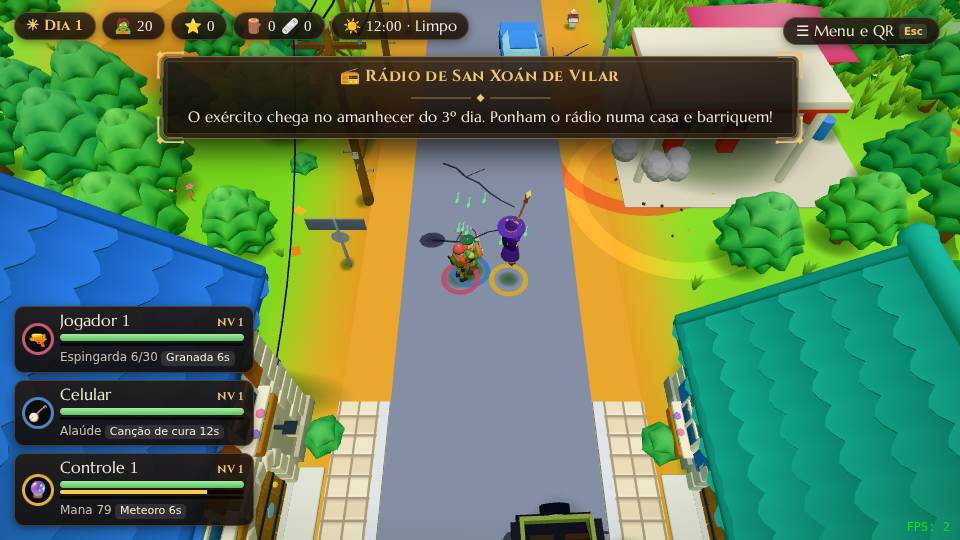 DIA 1
20
0
0
0
12:00 · Limpo
☰ Menu e QR Esc
RÁDIO DE SAN XOÁN DE VILAR
O exército chega no amanhecer do 3º dia. Ponham o rádio numa casa e barriquem!
Jogador 1 NV 1
Espingarda 6/30 Granada 6s
Celular NV 1
Alaúde Canção de cura 12s
Controle 1 NV 1
Mana 79 Meteoro 6s
FPS: 2